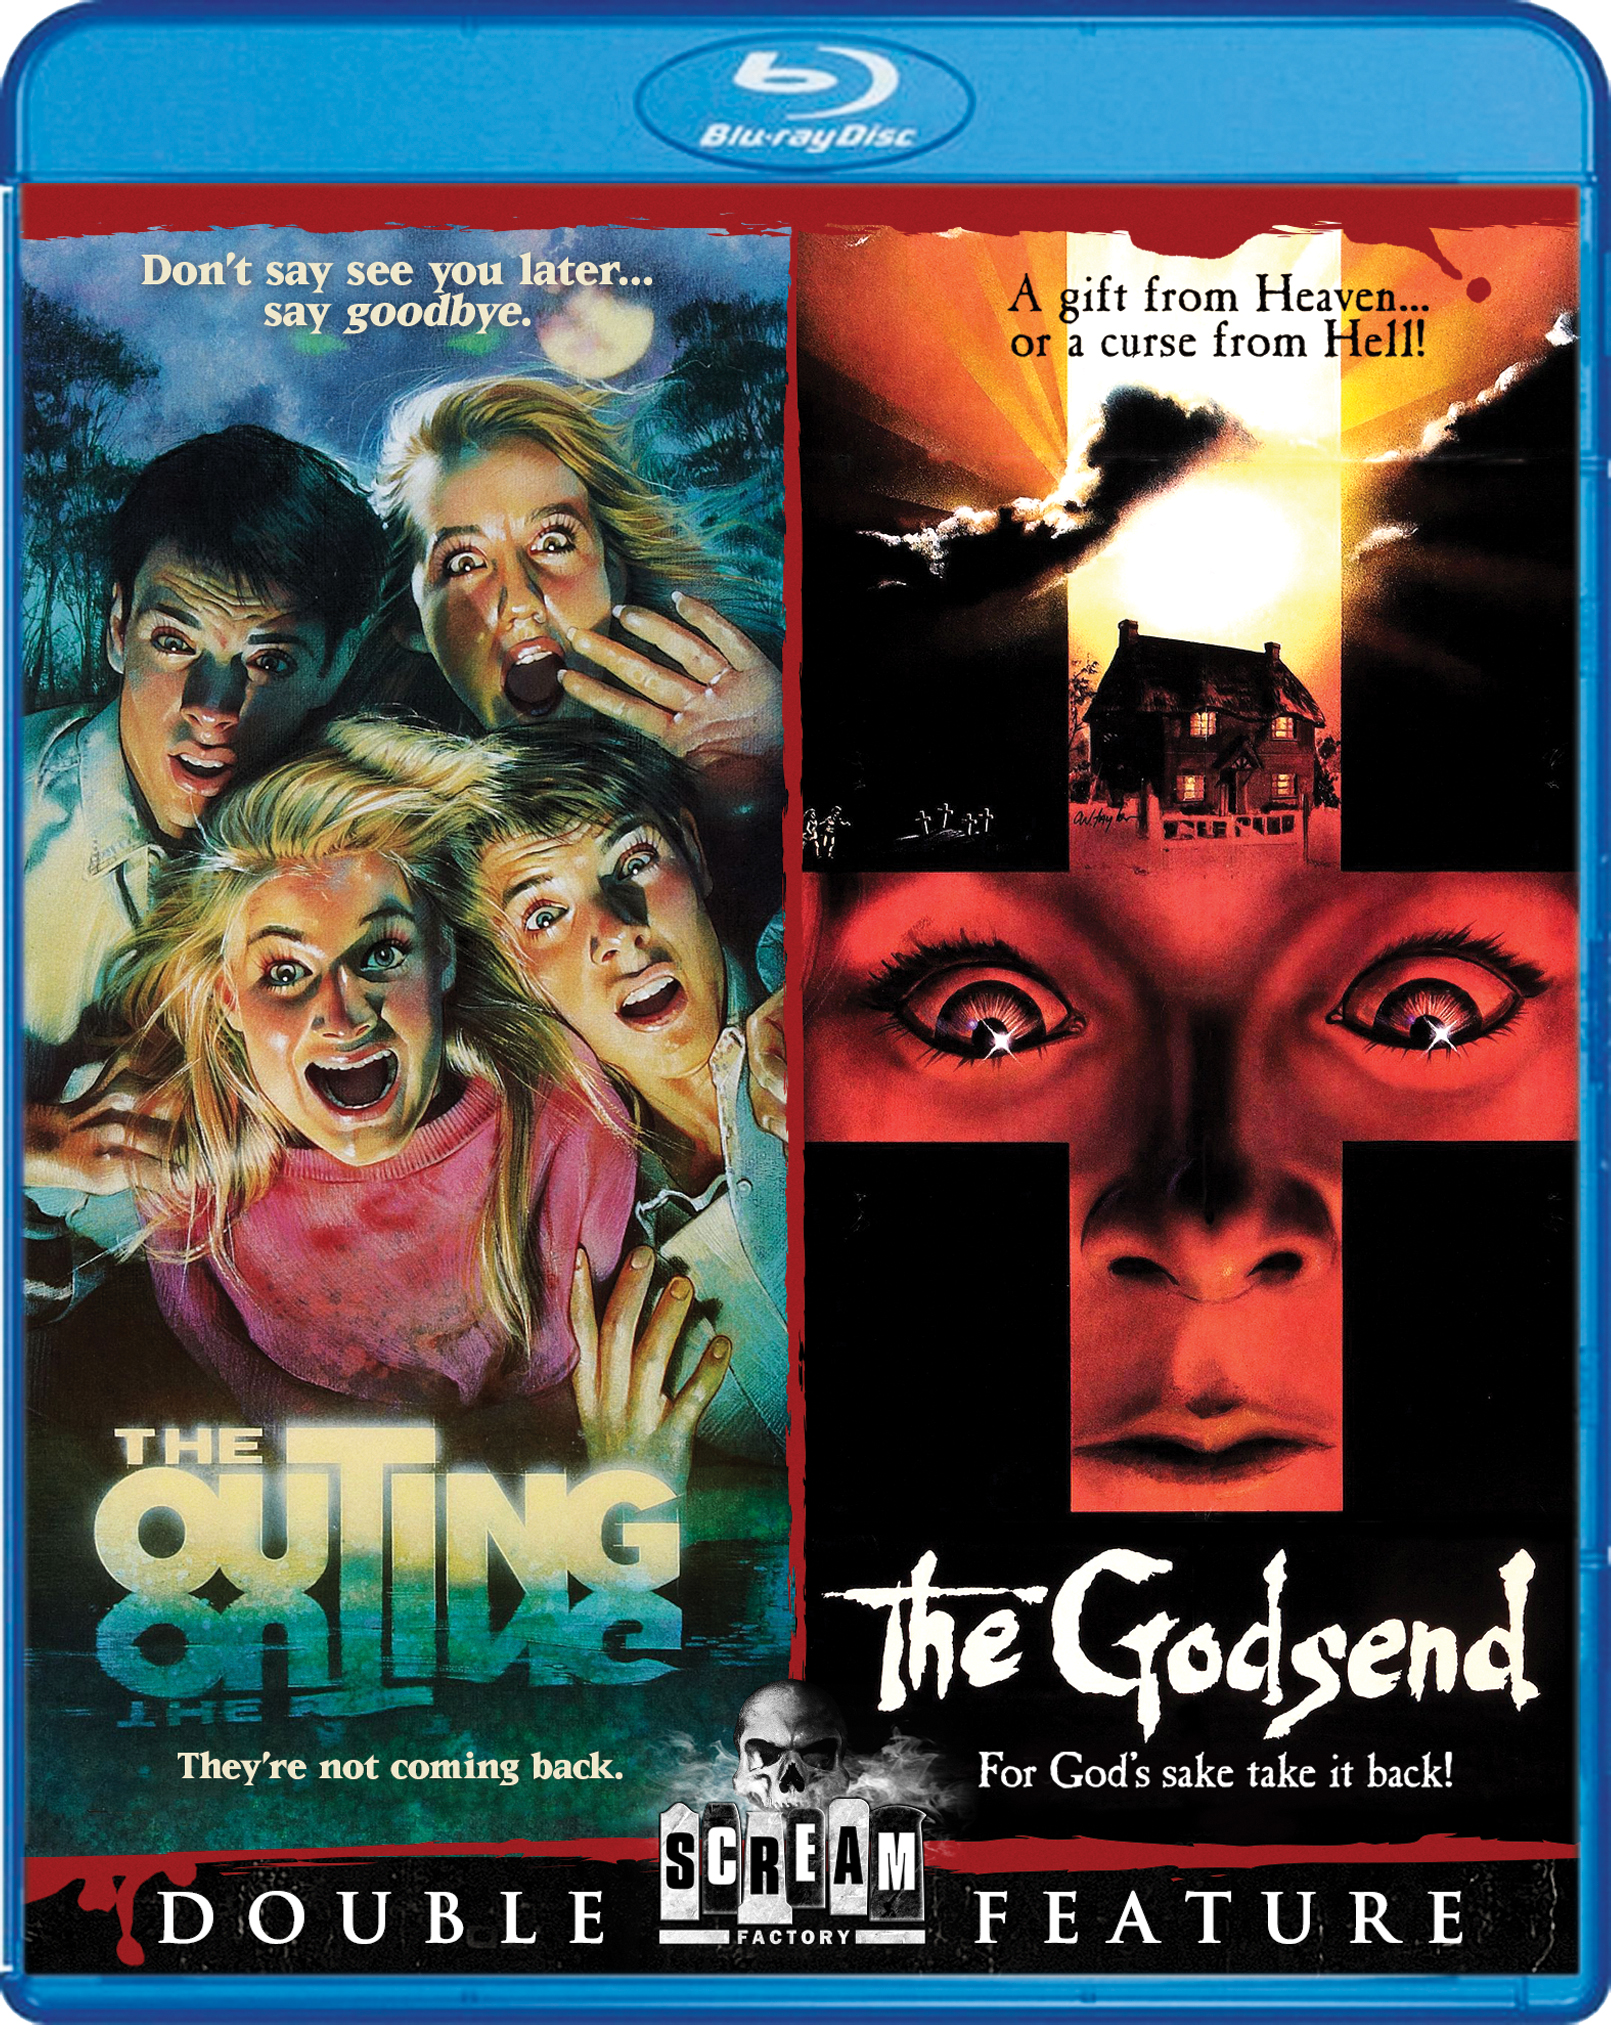 Blu-ray Disc
Don't say see you later...
say goodbye.
A gift from Heaven...
or a curse from Hell!
THE
OUTING
They're not coming back.
the Godsend
For God's sake take it back!
DOUBLE
SCREAM
FACTORY
FEATURE